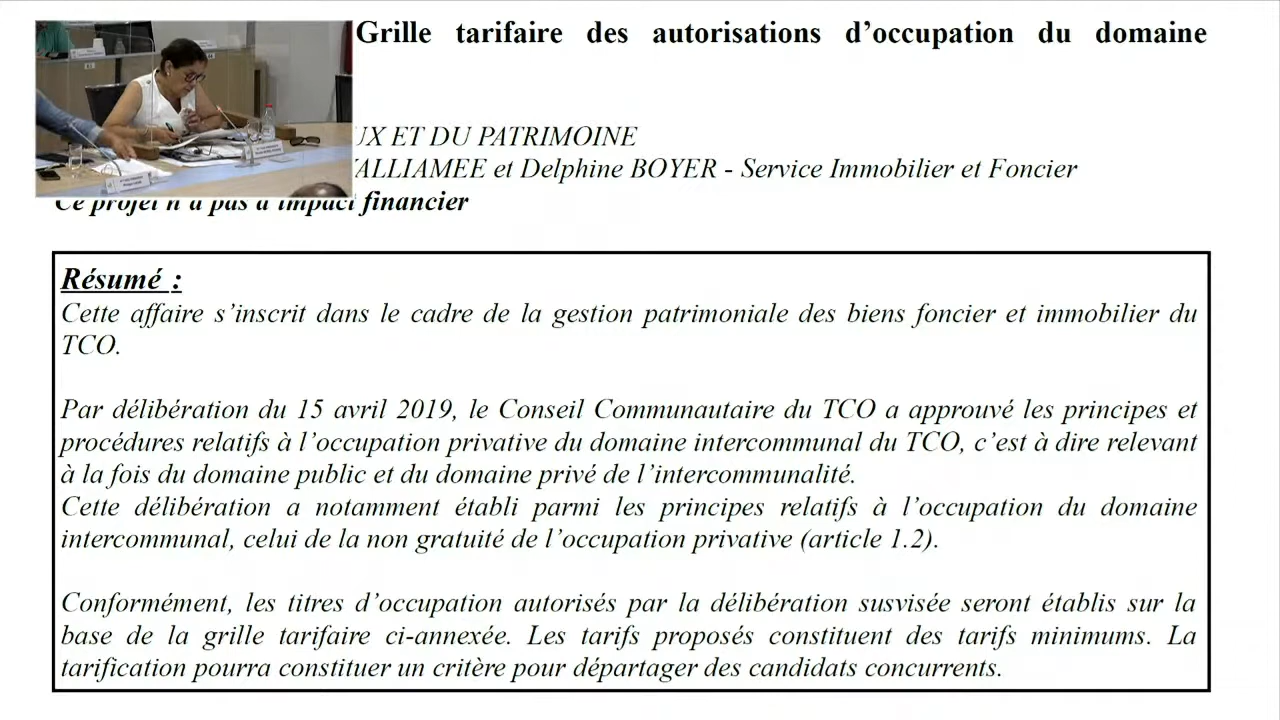 Grille tarifaire des autorisations d’occupation du domaine
UX ET DU PATRIMOINE
ALLIAMEE et Delphine BOYER - Service Immobilier et Foncier
Ce projet n'a pas d'impact financier
Résumé :
Cette affaire s’inscrit dans le cadre de la gestion patrimoniale des biens foncier et immobilier du
TCO.
Par délibération du 15 avril 2019, le Conseil Communautaire du TCO a approuvé les principes et
procédures relatifs à l’occupation privative du domaine intercommunal du TCO, c’est à dire relevant
à la fois du domaine public et du domaine privé de l’intercommunalité.
Cette délibération a notamment établi parmi les principes relatifs à l’occupation du domaine
intercommunal, celui de la non gratuité de l’occupation privative (article 1.2).
Conformément, les titres d’occupation autorisés par la délibération susvisée seront établis sur la
base de la grille tarifaire ci-annexée. Les tarifs proposés constituent des tarifs minimums. La
tarification pourra constituer un critère pour départager des candidats concurrents.